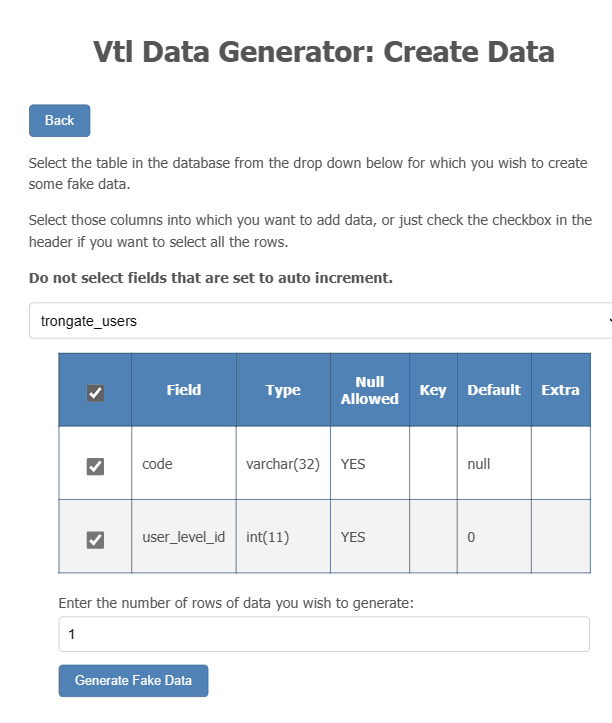 Vtl Data Generator: Create Data
Back
Select the table in the database from the drop down below for which you wish to create
some fake data.
Select those columns into which you want to add data, or just check the checkbox in the
header if you want to select all the rows.
Do not select fields that are set to auto increment.
trongate_users
Field Type Null Allowed Key Default Extra
code varchar(32) YES null
user_level_id int(11) YES 0
Enter the number of rows of data you wish to generate:
1
Generate Fake Data